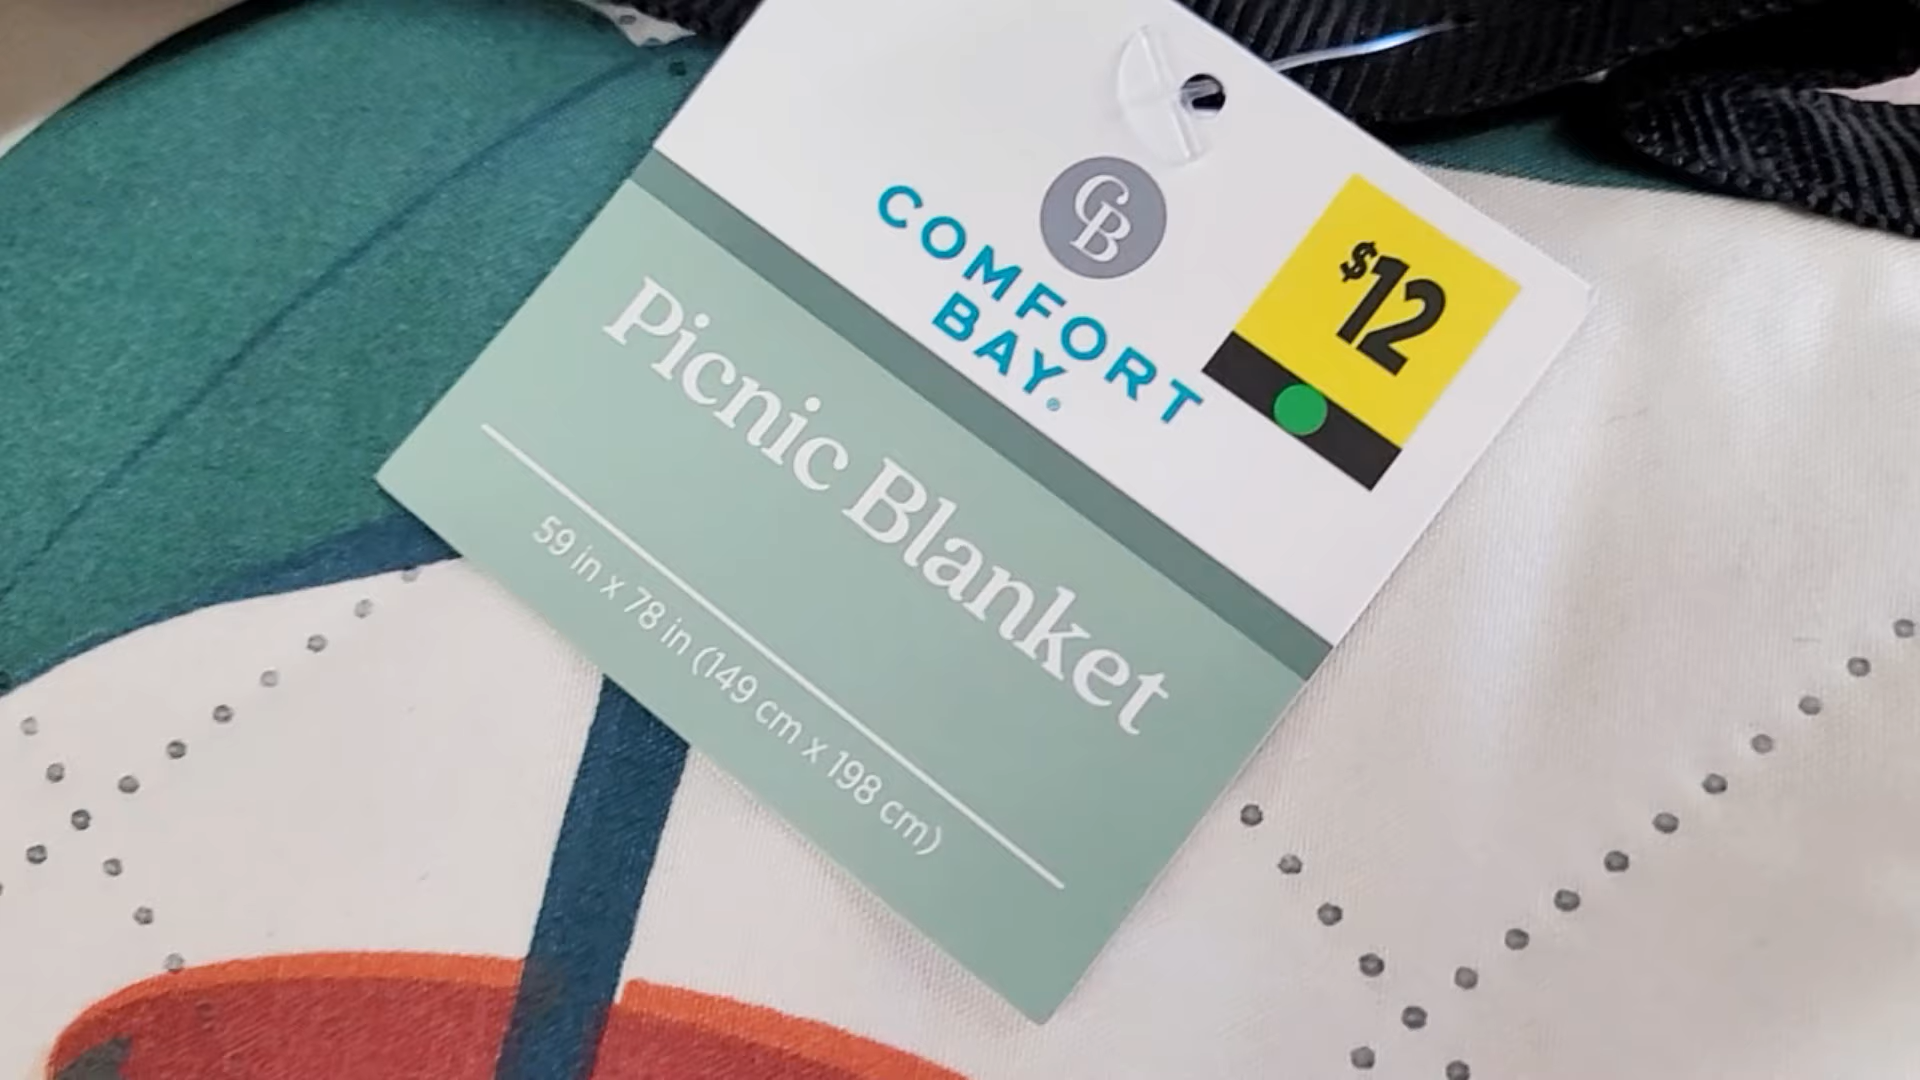 CB
COMFORT
BAY®
$12
Picnic Blanket
59 in x 78 in (149 cm x 198 cm)